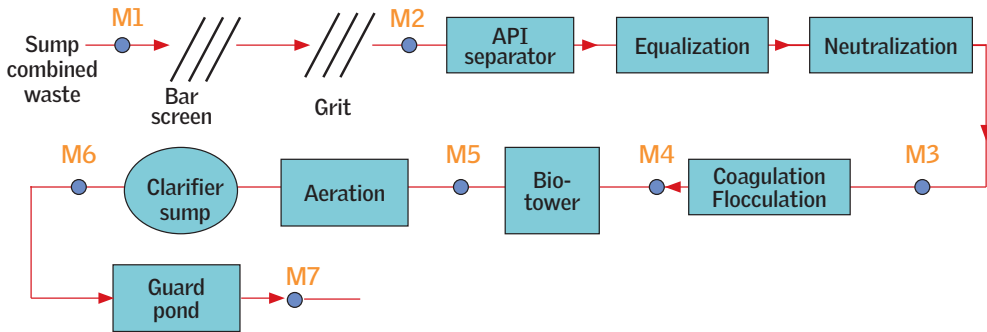 M1
M2
Sump
combined
waste
Bar
screen
Grit
API
separator
Equalization
Neutralization
M6
M5
M4
M3
Clarifier
sump
Aeration
Bio-
tower
Coagulation
Flocculation
Guard
pond
M7